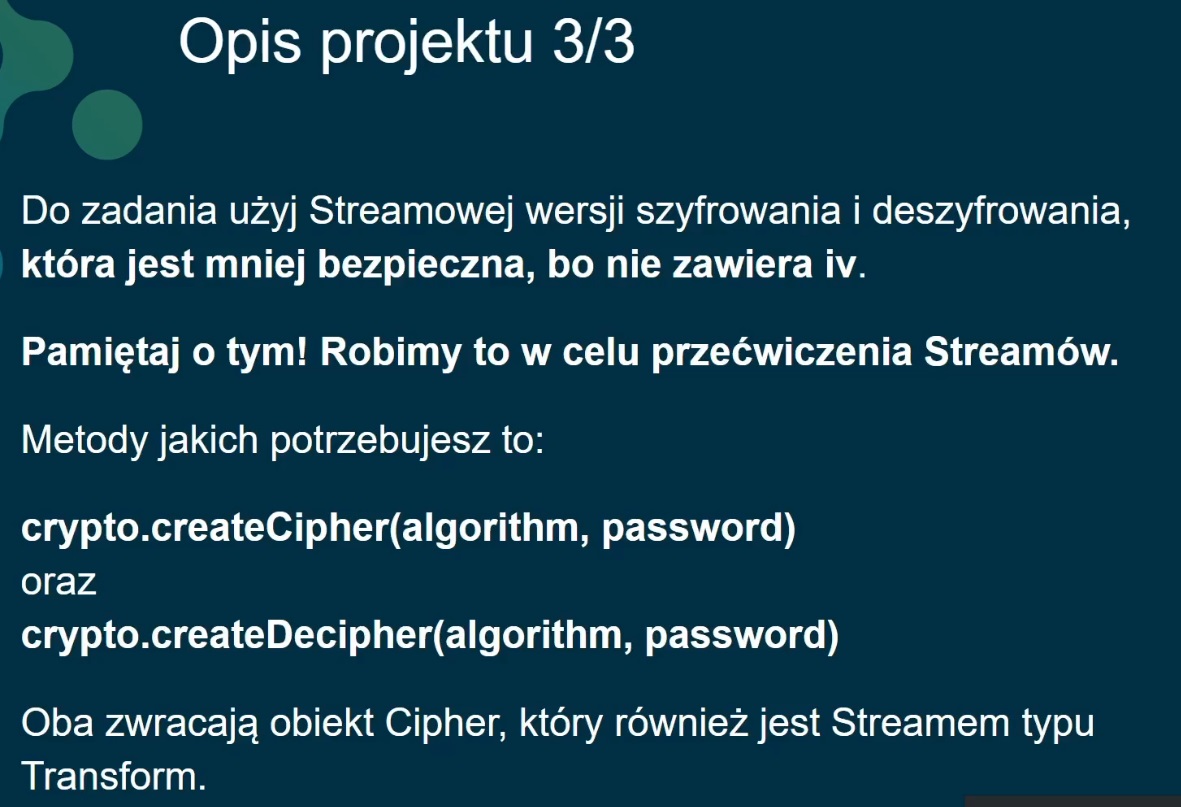 Opis projektu 3/3
Do zadania użyj Streamowej wersji szyfrowania i deszyfrowania,
która jest mniej bezpieczna, bo nie zawiera iv.
Pamiętaj o tym! Robimy to w celu przećwiczenia Streamów.
Metody jakich potrzebujesz to:
crypto.createCipher(algorithm, password)
oraz
crypto.createDecipher(algorithm, password)
Oba zwracają obiekt Cipher, który również jest Streamem typu
Transform.